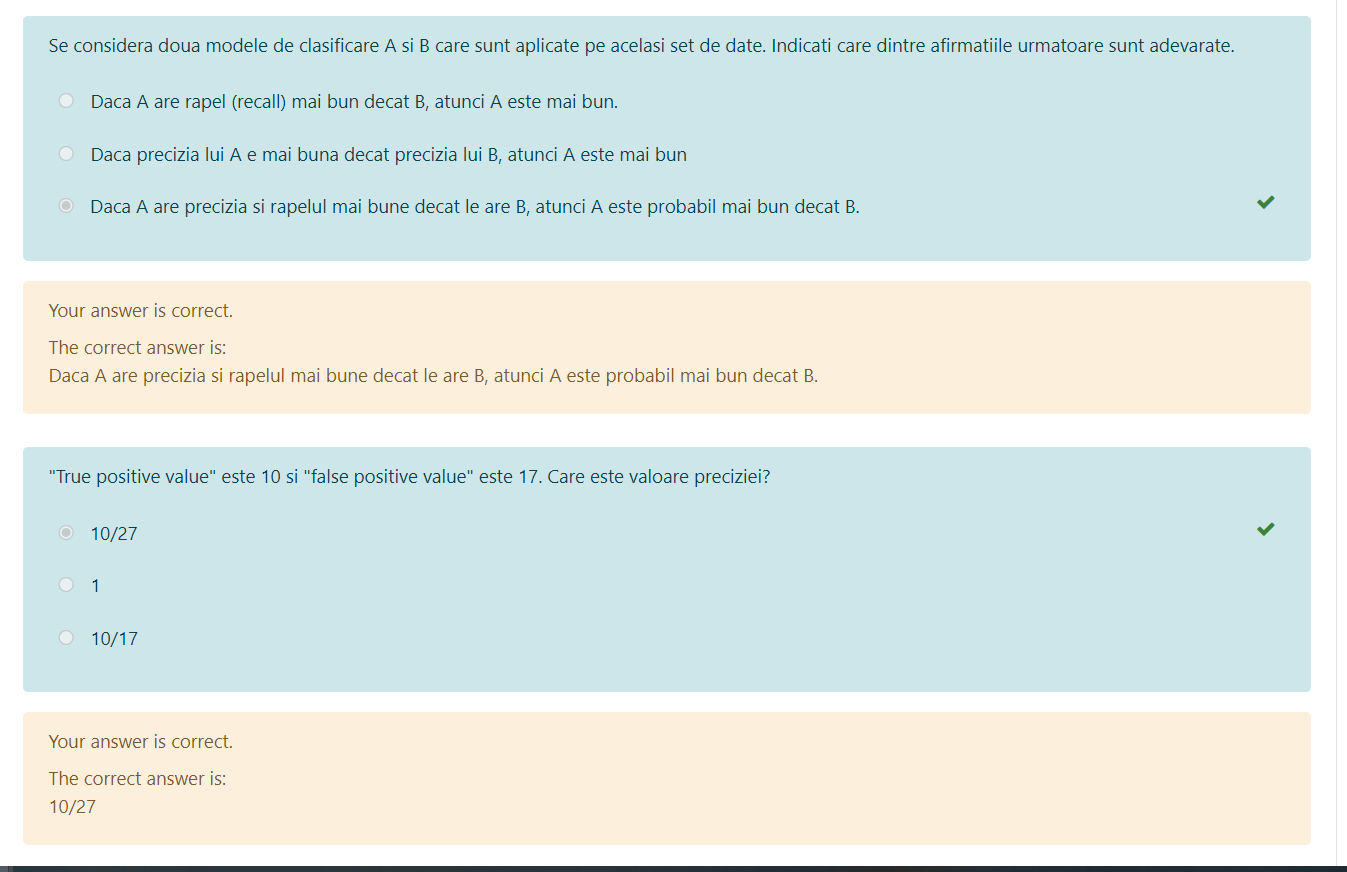 Se considera doua modele de clasificare A si B care sunt aplicate pe acelasi set de date. Indicati care dintre afirmatiile urmatoare sunt adevarate.
Daca A are rapel (recall) mai bun decat B, atunci A este mai bun.
Daca precizia lui A e mai buna decat precizia lui B, atunci A este mai bun
Daca A are precizia si rapelul mai bune decat le are B, atunci A este probabil mai bun decat B.
Your answer is correct.
The correct answer is:
Daca A are precizia si rapelul mai bune decat le are B, atunci A este probabil mai bun decat B.
"True positive value" este 10 si "false positive value" este 17. Care este valoare preciziei?
10/27
1
10/17
Your answer is correct.
The correct answer is:
10/27